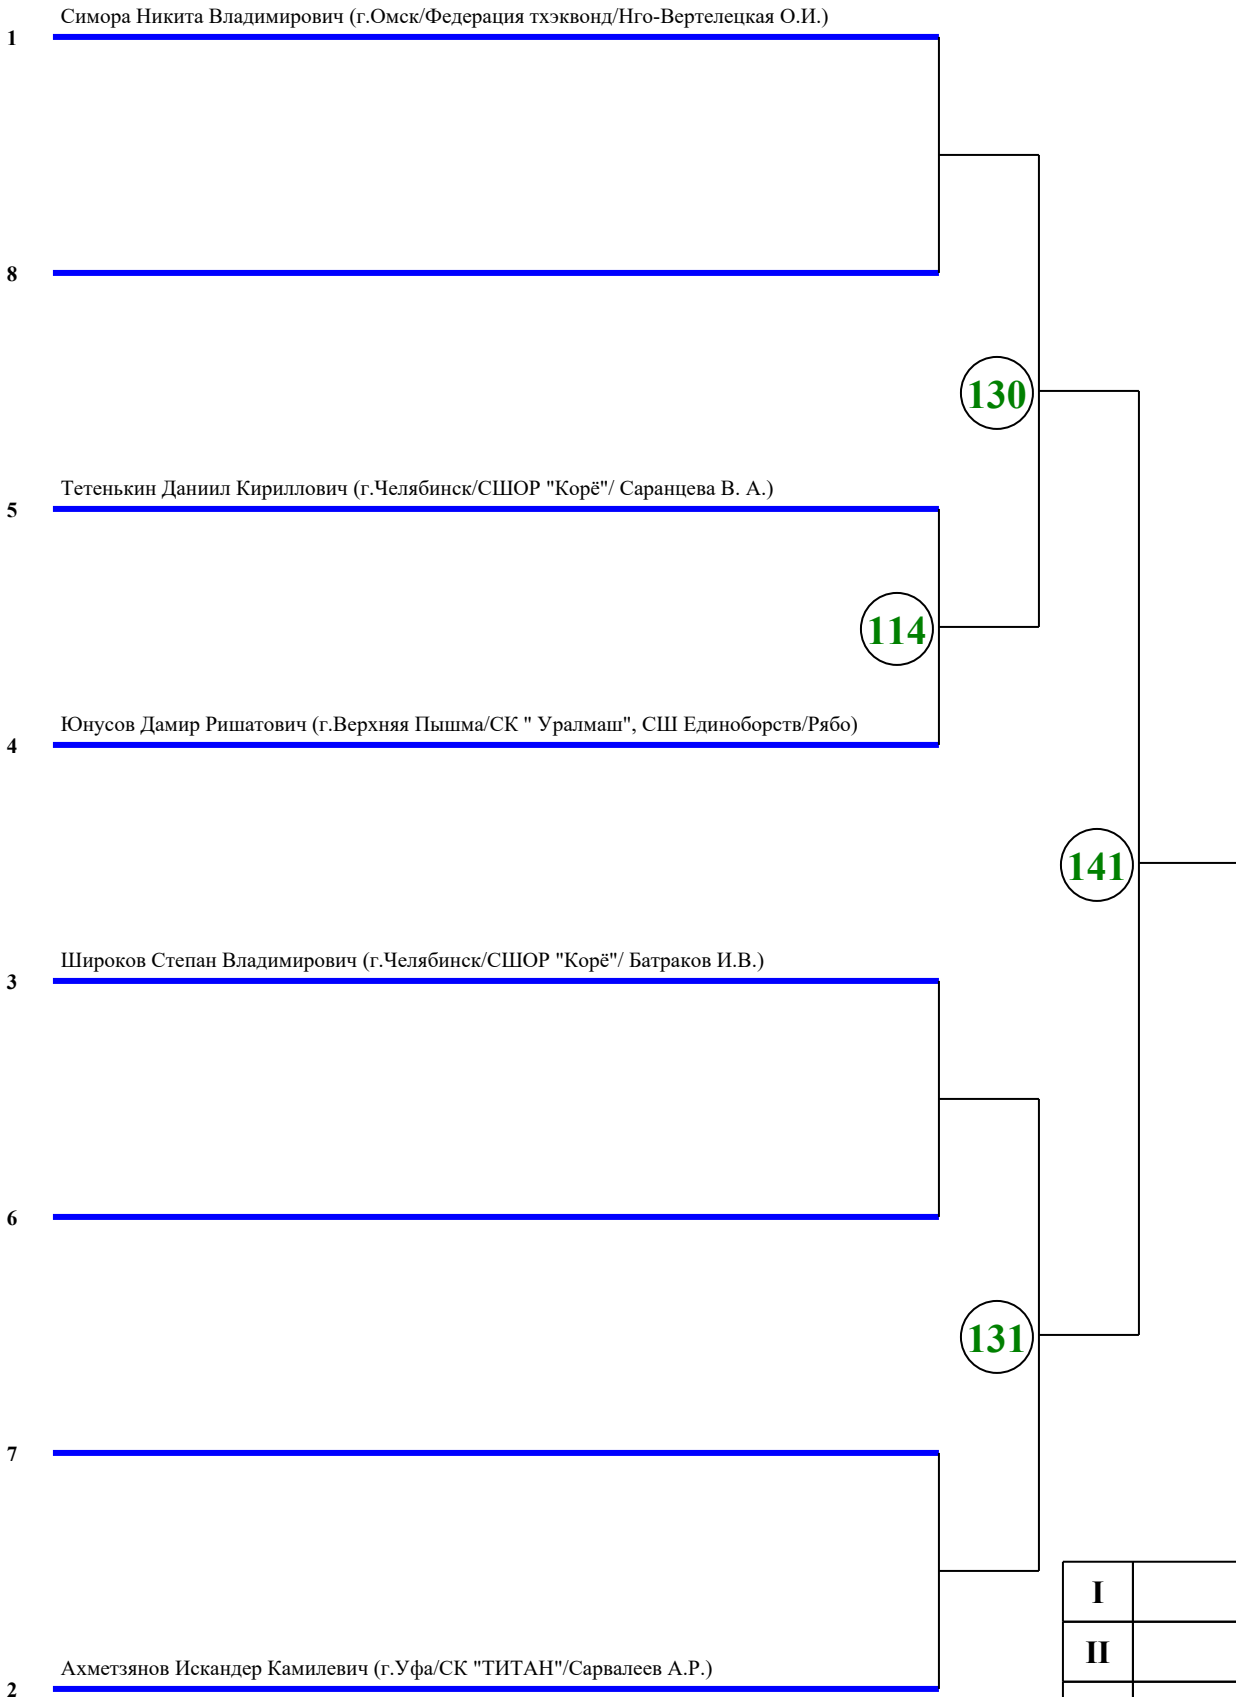 Симора Никита Владимирович (г.Омск/Федерация тхэквонд/Нго-Вертелецкая О.И.)
1
8
130
Тетенькин Даниил Кириллович (г.Челябинск/СШОР "Корё"/ Саранцева В. А.)
5
114
Юнусов Дамир Ришатович (г.Верхняя Пышма/СК " Уралмаш", СШ Единоборств/Рябо)
4
141
Широков Степан Владимирович (г.Челябинск/СШОР "Корё"/ Батраков И.В.)
3
6
131
7
I
II
Ахметзянов Искандер Камилевич (г.Уфа/СК "ТИТАН"/Сарвалеев А.Р.)
2